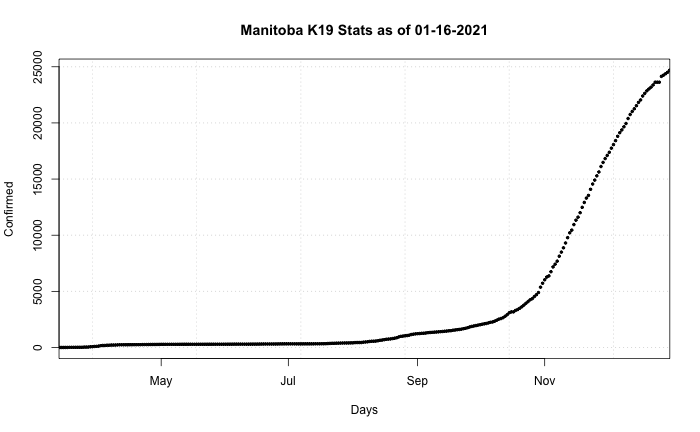 Manitoba K19 Stats as of 01-16-2021
25000
20000
15000
10000
5000
0
Confirmed
May Jul Sep Nov
Days